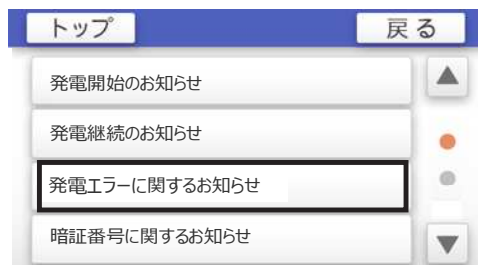 トップ
戻る
発電開始のお知らせ
発電継続のお知らせ
発電エラーに関するお知らせ
暗証番号に関するお知らせ